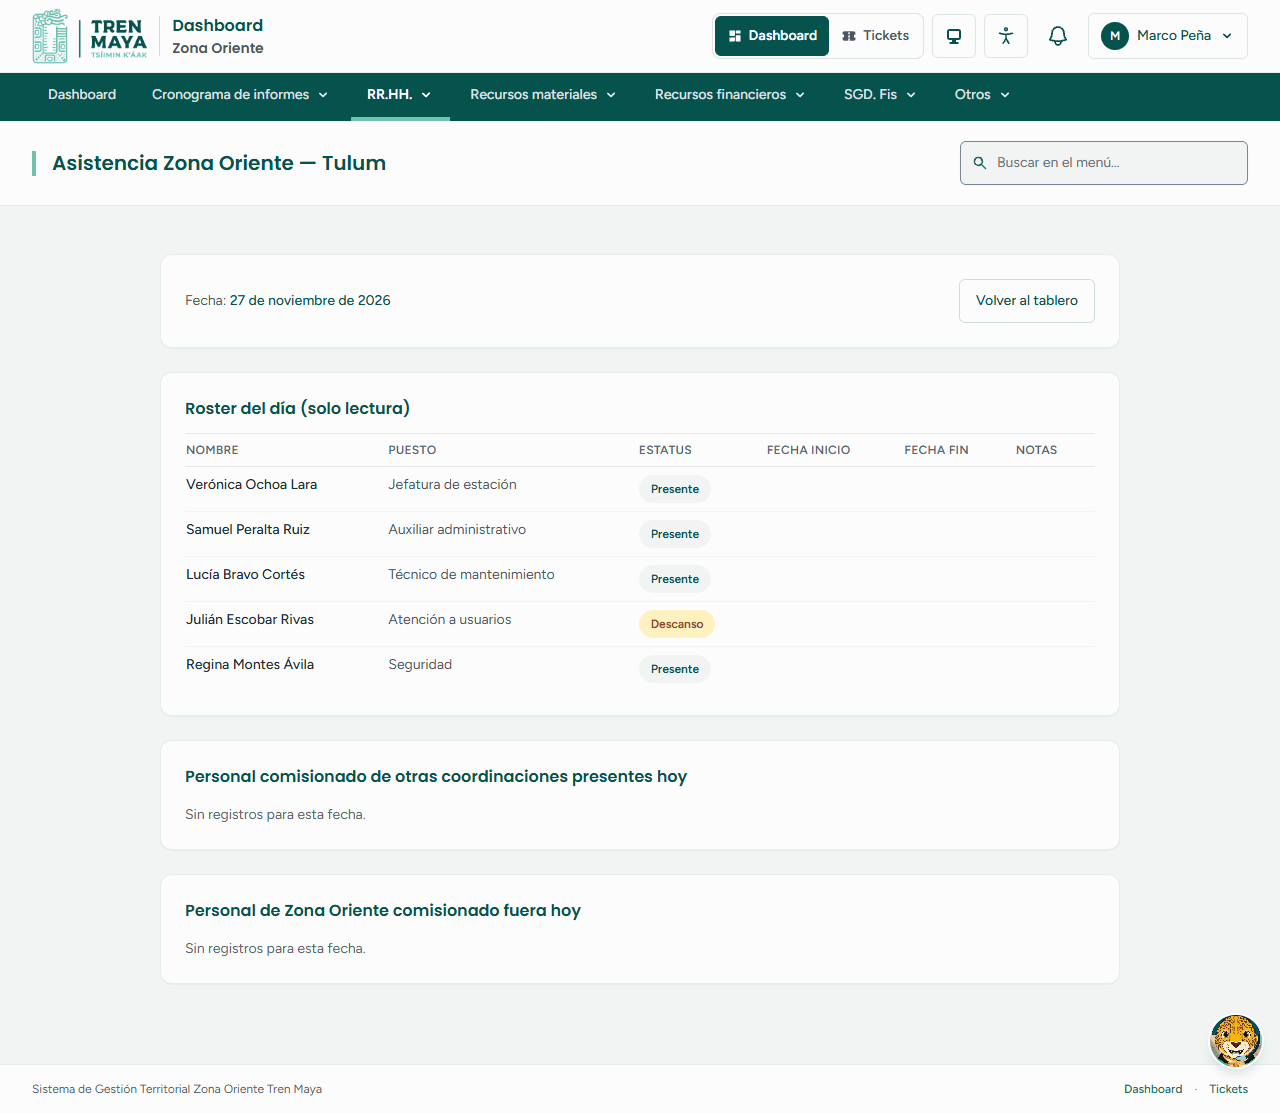 TREN
MAYA
TSÍIMIN K'ÁAK
Dashboard
Zona Oriente
Dashboard
Tickets
M
Marco Peña
Dashboard
Cronograma de informes
RR.HH.
Recursos materiales
Recursos financieros
SGD. Fis
Otros
Asistencia Zona Oriente — Tulum
Buscar en el menú...
Fecha: 27 de noviembre de 2026
Volver al tablero
Roster del día (solo lectura)
NOMBRE PUESTO ESTATUS FECHA INICIO FECHA FIN NOTAS
Verónica Ochoa Lara Jefatura de estación Presente
Samuel Peralta Ruiz Auxiliar administrativo Presente
Lucía Bravo Cortés Técnico de mantenimiento Presente
Julián Escobar Rivas Atención a usuarios Descanso
Regina Montes Ávila Seguridad Presente
Personal comisionado de otras coordinaciones presentes hoy
Sin registros para esta fecha.
Personal de Zona Oriente comisionado fuera hoy
Sin registros para esta fecha.
Sistema de Gestión Territorial Zona Oriente Tren Maya
Dashboard · Tickets